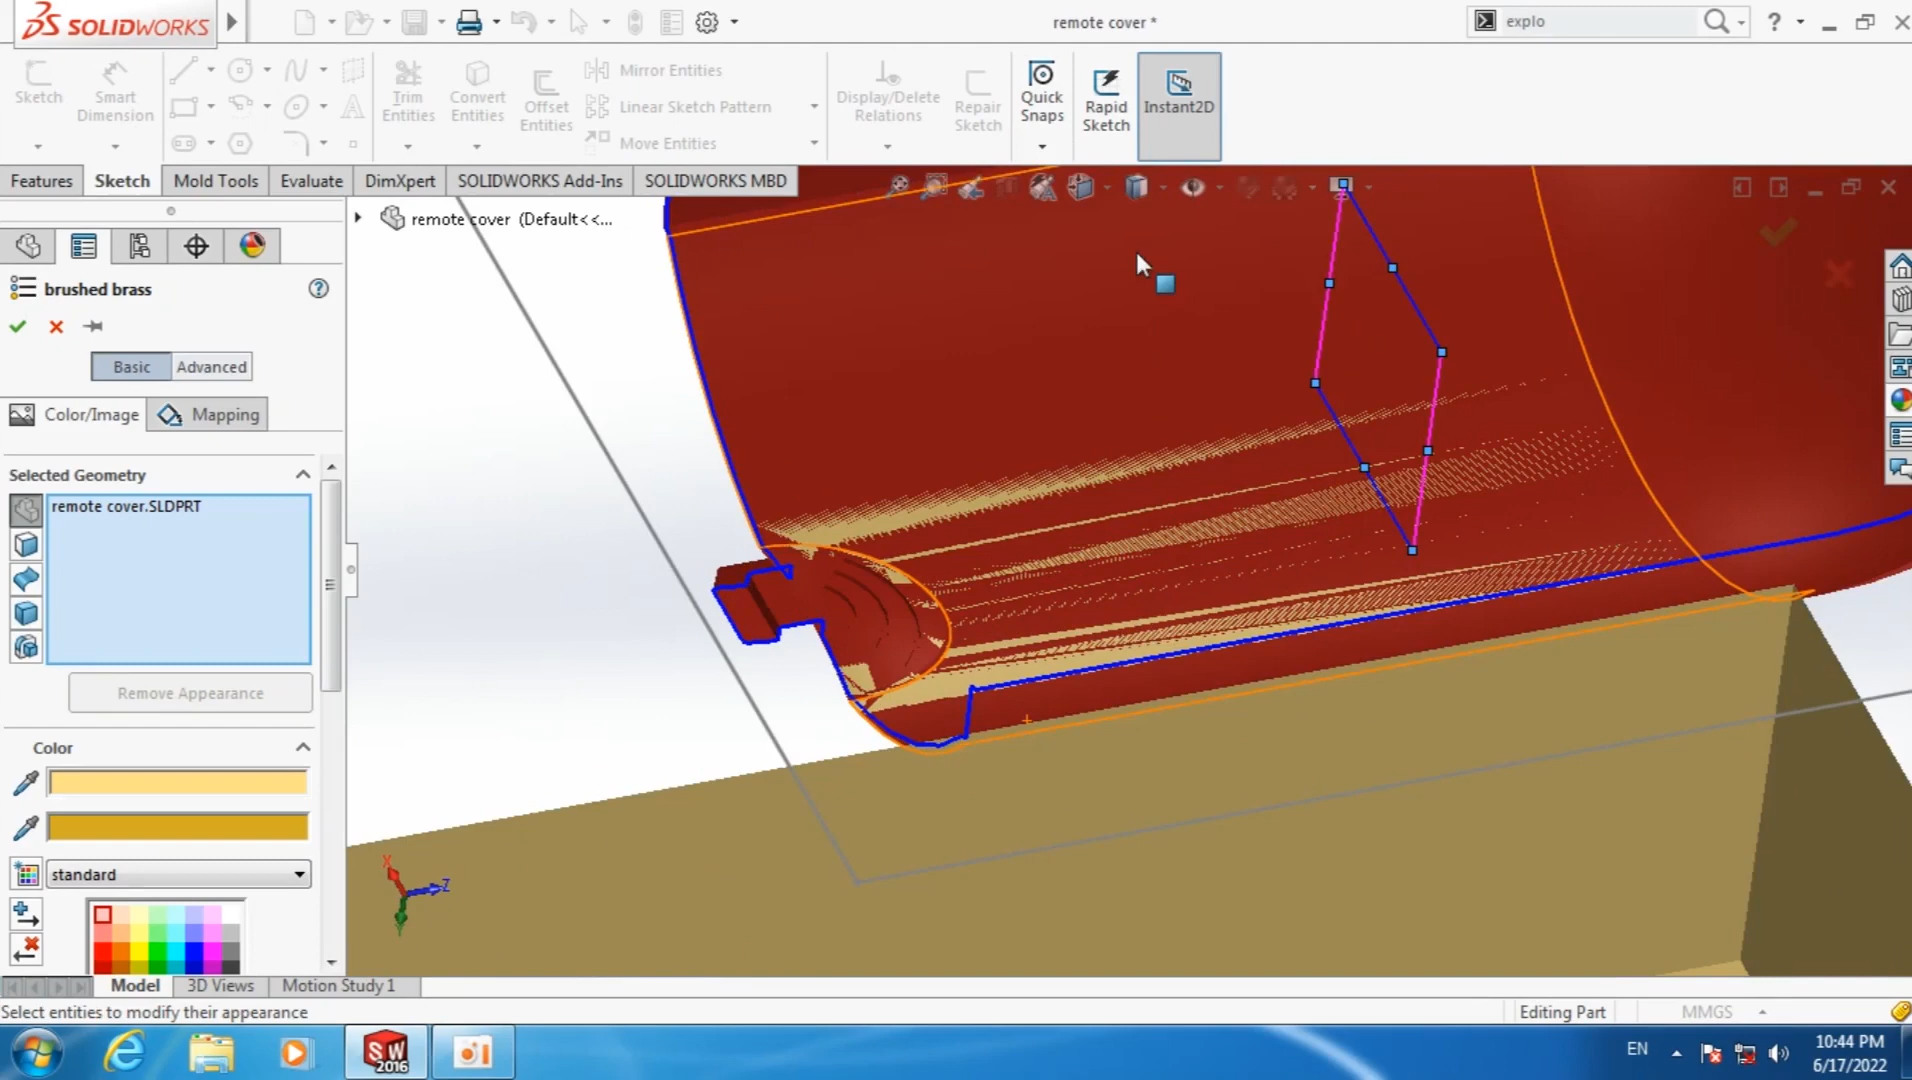 SOLIDWORKS
remote cover *
explo
?
Sketch
Smart Dimension
Trim Entities
Convert Entities
Offset Entities
Mirror Entities
Linear Sketch Pattern
Move Entities
Display/Delete Relations
Repair Sketch
Quick Snaps
Rapid Sketch
Instant2D
Features
Sketch
Mold Tools
Evaluate
DimXpert
SOLIDWORKS Add-Ins
SOLIDWORKS MBD
remote cover (Default<<...
brushed brass
?
Basic
Advanced
Color/Image
Mapping
Selected Geometry
remote cover.SLDPRT
Remove Appearance
Color
standard
X
Z
Model
3D Views
Motion Study 1
Select entities to modify their appearance
Editing Part
MMGS
SW
2016
EN
10:44 PM
6/17/2022